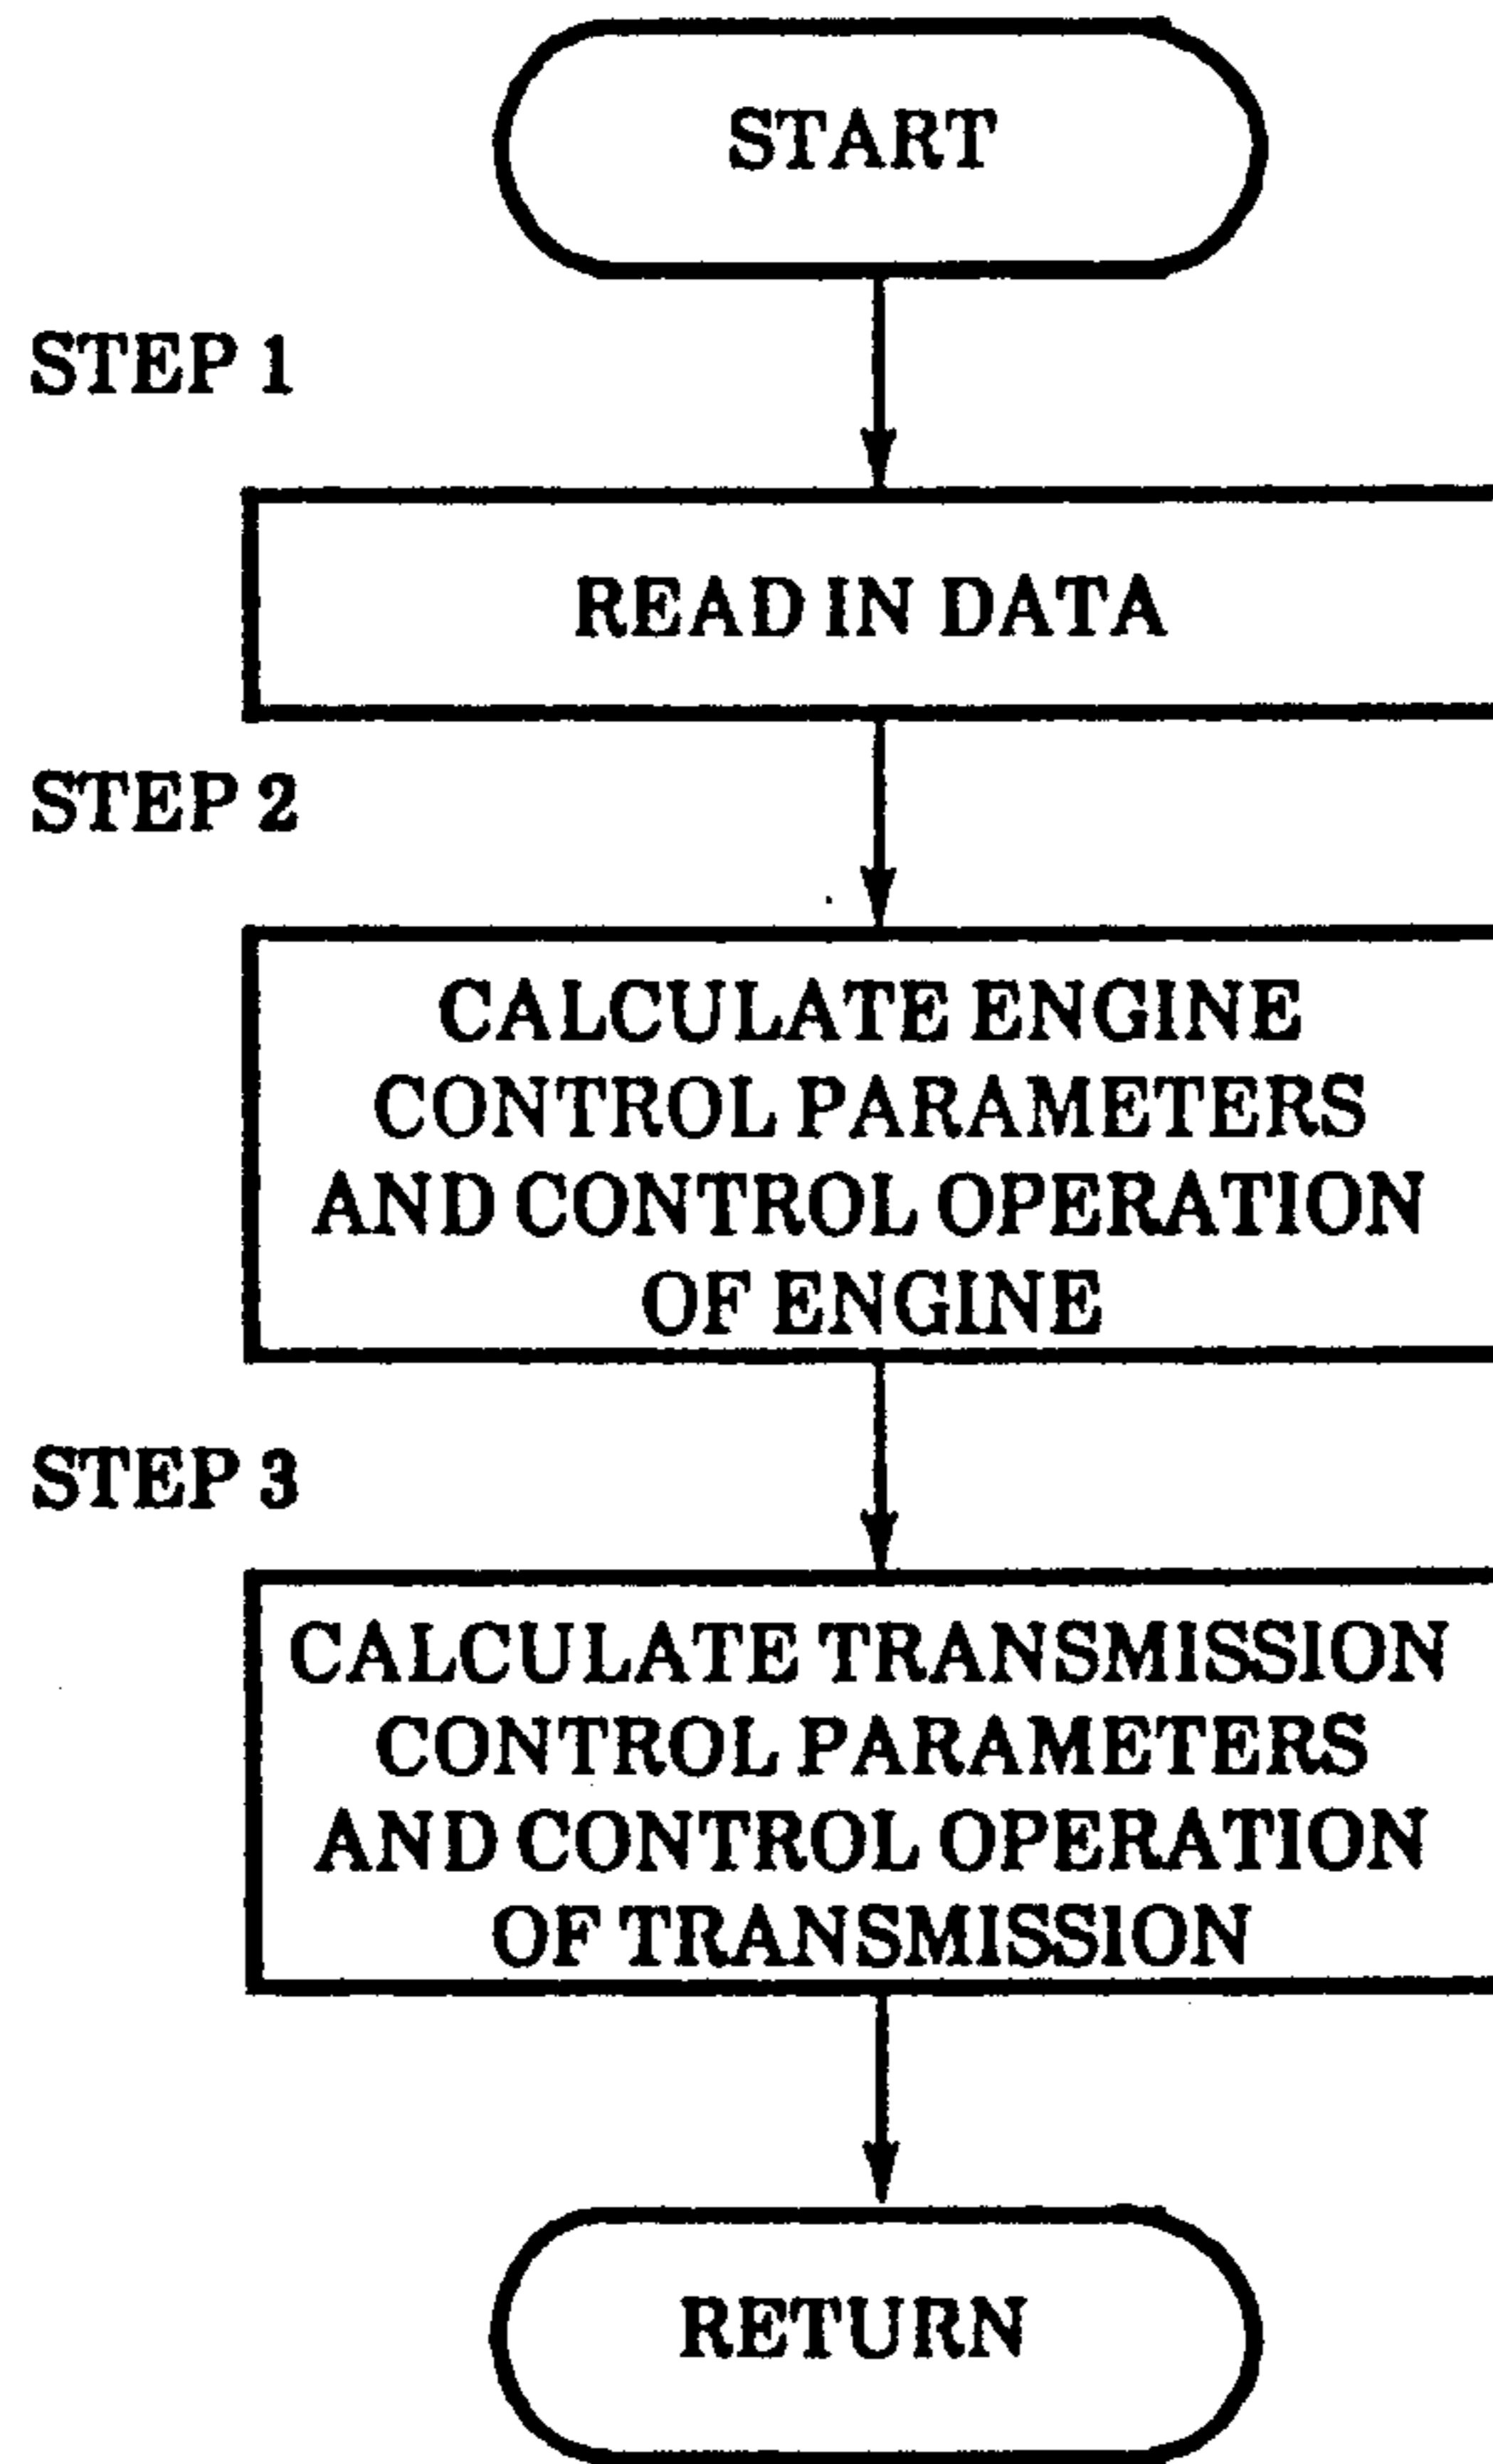 START
STEP 1
READ IN DATA
STEP 2
CALCULATE ENGINE
CONTROL PARAMETERS
AND CONTROL OPERATION
OF ENGINE
STEP 3
CALCULATE TRANSMISSION
CONTROL PARAMETERS
AND CONTROL OPERATION
OF TRANSMISSION
RETURN